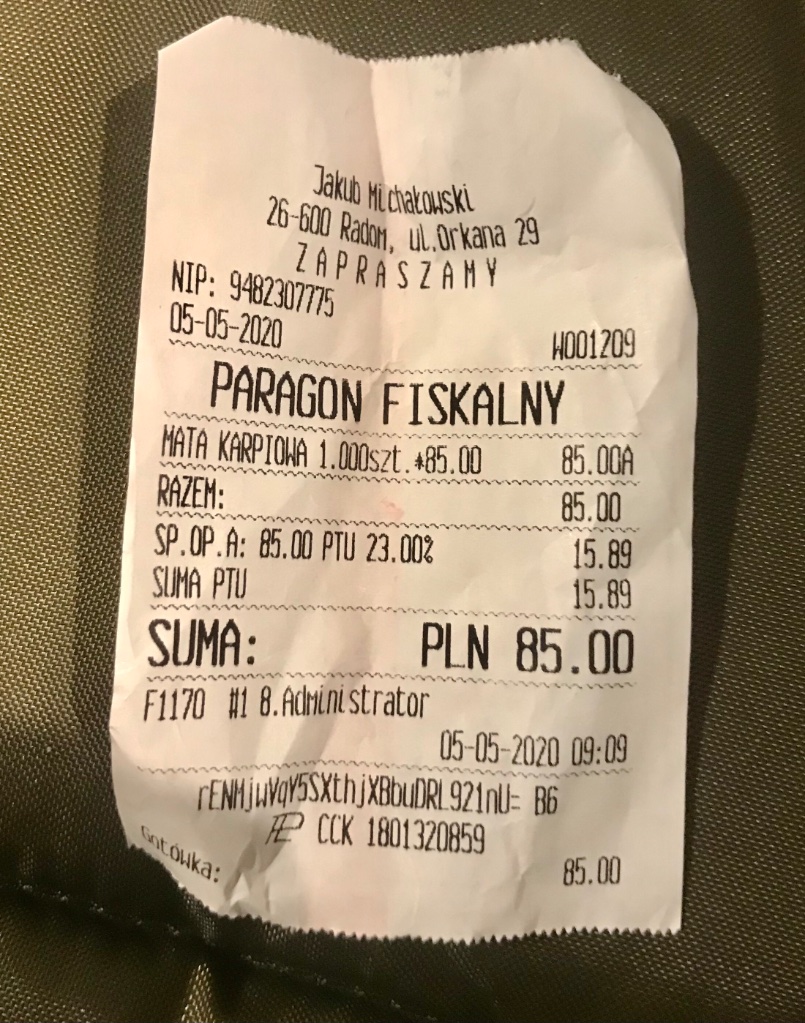 Jakub Michałowski
26-600 Radom, ul.Orkana 29
ZAPRASZAMY
NIP: 9482307775
05-05-2020 W001209
PARAGON FISKALNY
MATA KARPIOWA 1.000szt.*85.00 85.00A
RAZEM: 85.00
SP.OP.A: 85.00 PTU 23.00% 15.89
SUMA PTU 15.89
SUMA: PLN 85.00
F1170 #1 8.Administrator
05-05-2020 09:09
rENMjwVqY5SXthjXBbuDRL921nU= B6
CCK 1801320859
Gotówka: 85.00